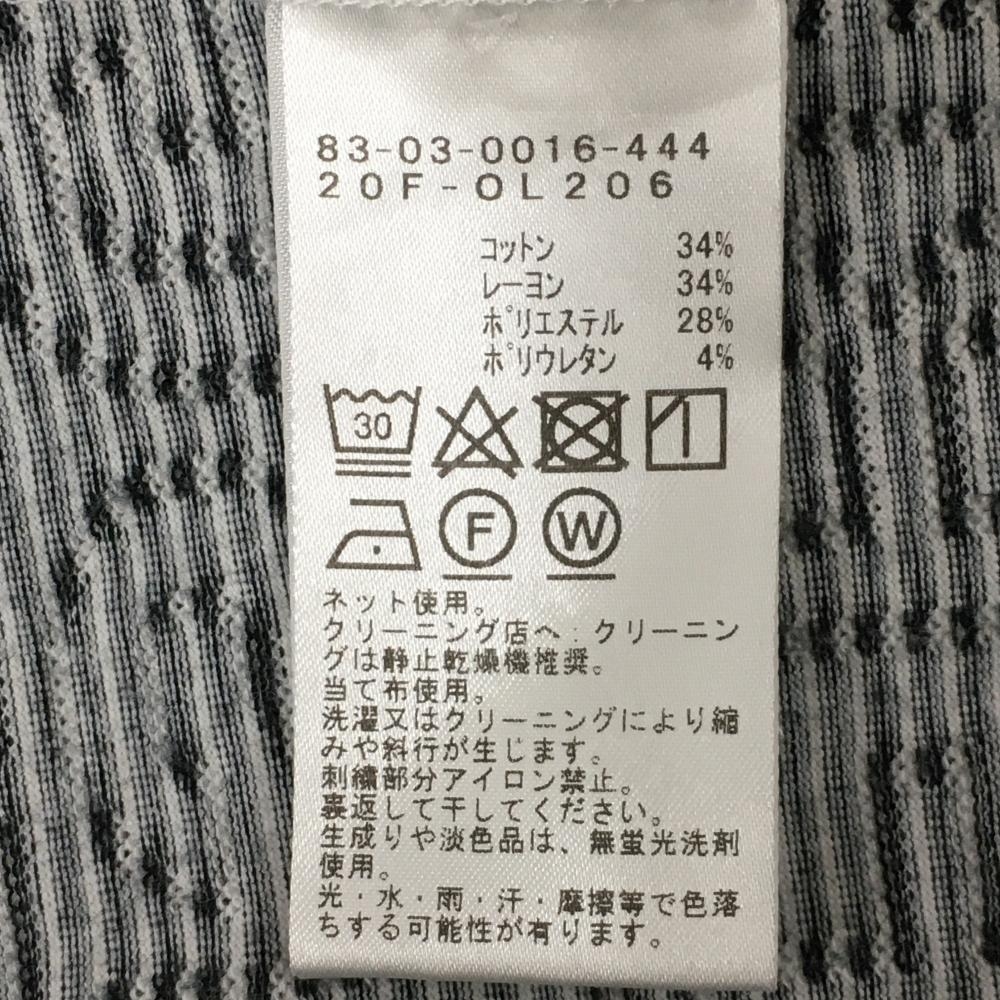 83-03-0016-444
20F-OL206
コットン 34%
レーヨン 34%
ポリエステル 28%
ポリウレタン 4%
30
F W
ネット使用。
クリーニング店へ:クリーニン
グは静止乾燥機推奨。
当て布使用。
洗濯又はクリーニングにより縮
みや斜行が生じます。
刺繍部分アイロン禁止。
裏返して干してください。
生成りや淡色品は、無蛍光洗剤
使用。
光・水・雨・汗・摩擦等で色落
ちする可能性が有ります。